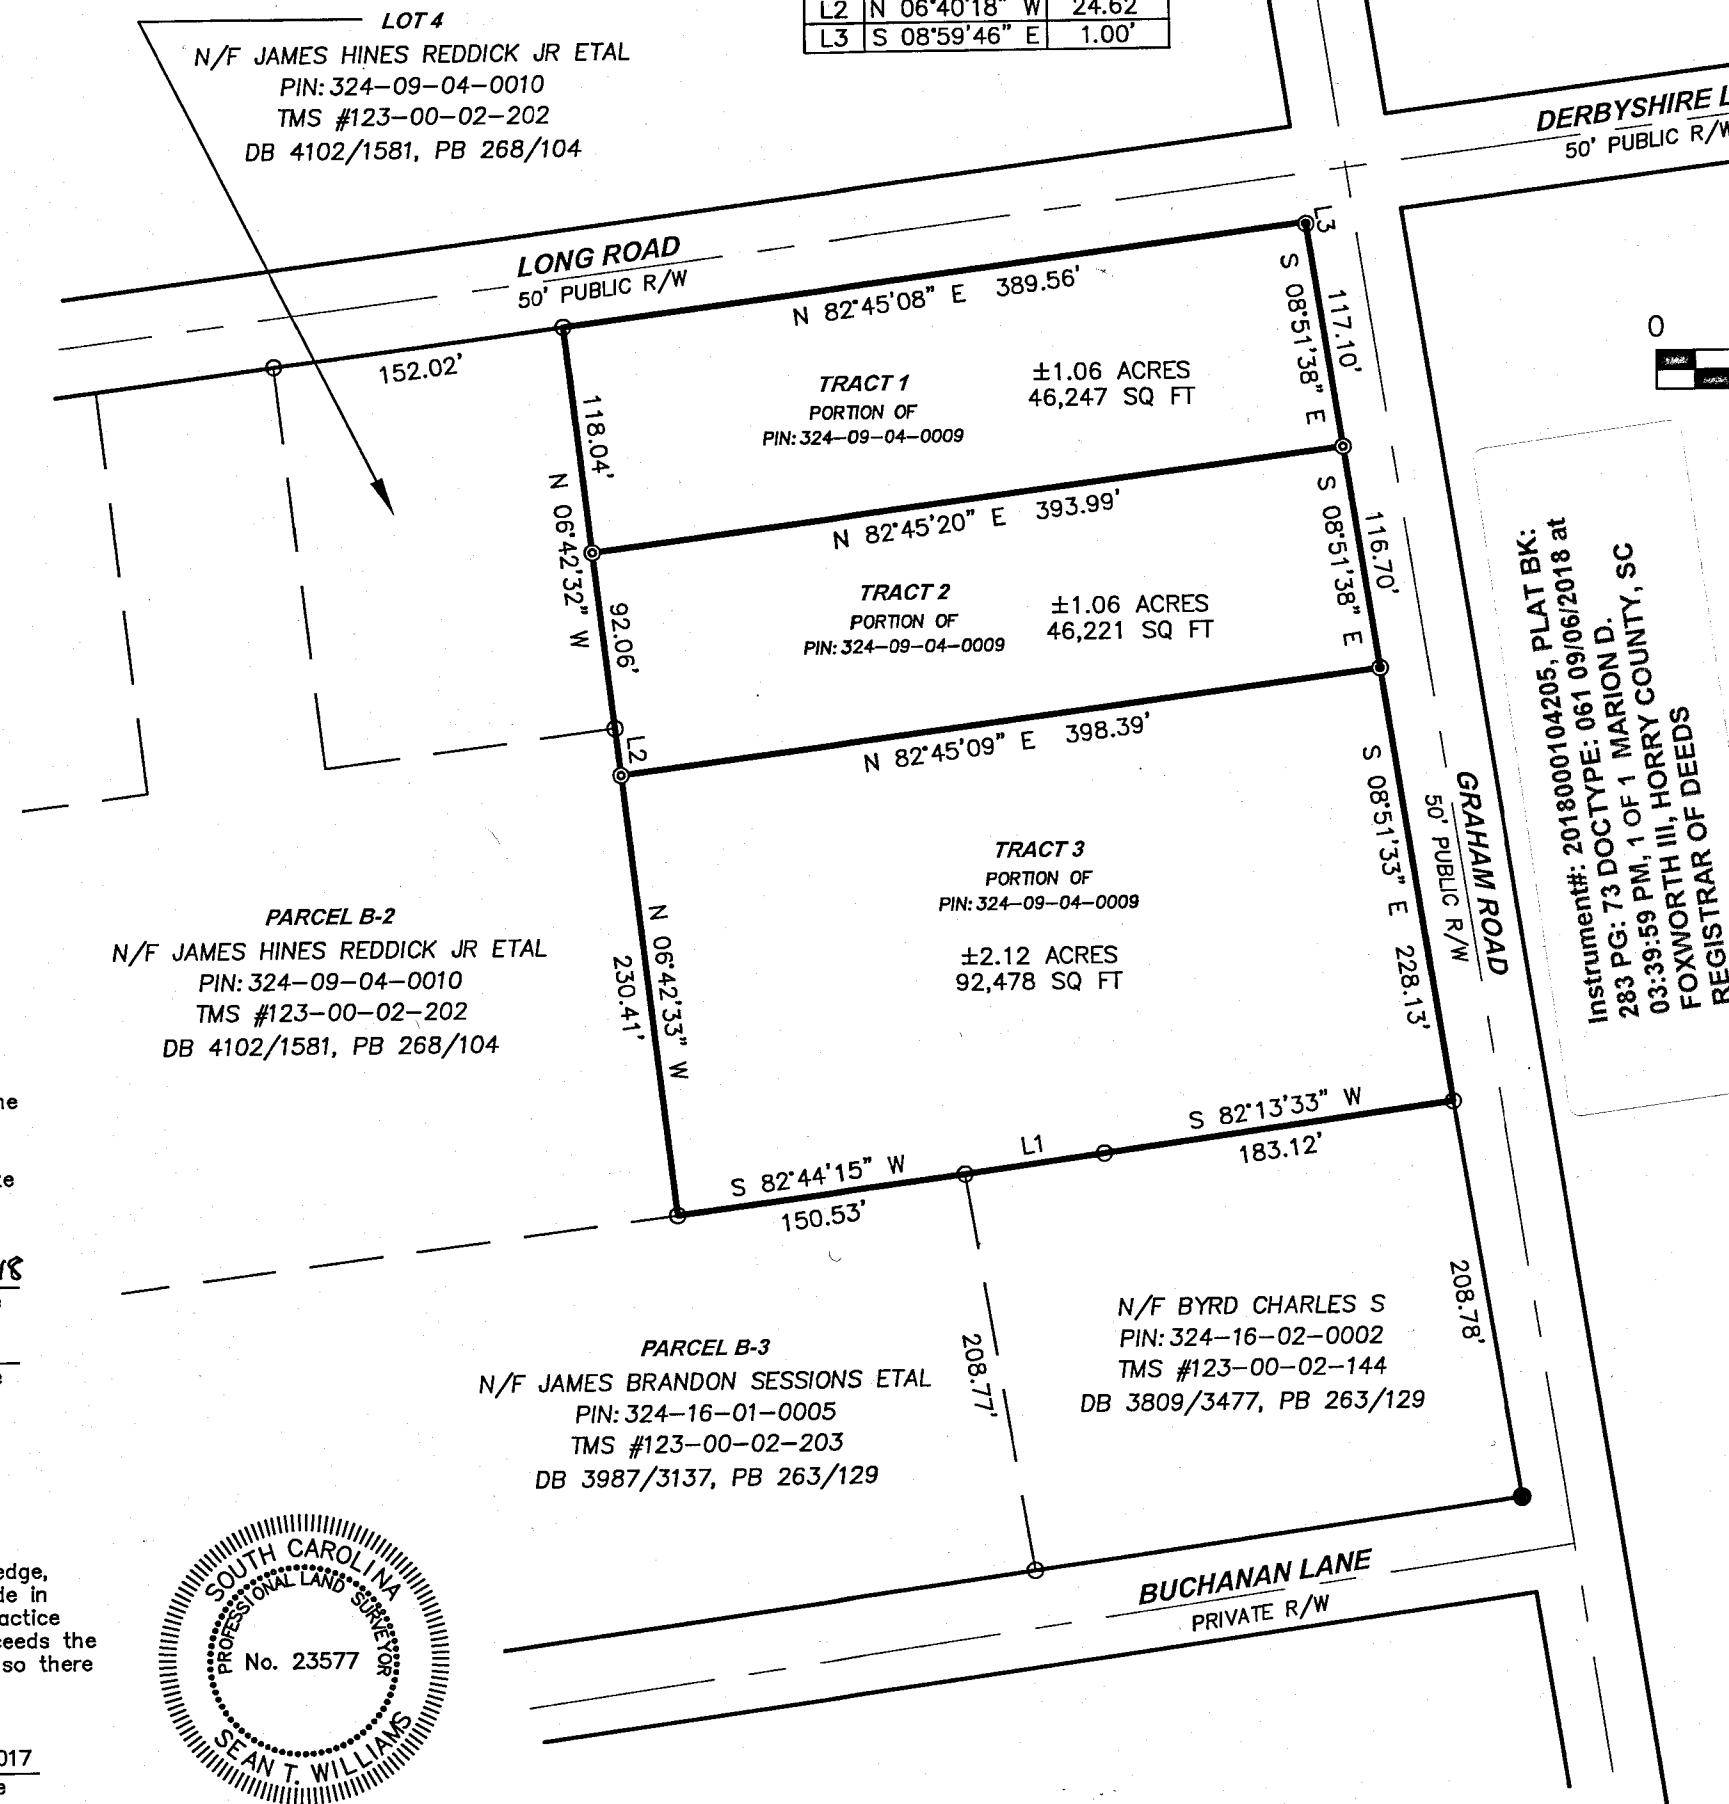 LOT 4
N/F JAMES HINES REDDICK JR ETAL
PIN: 324-09-04-0010
TMS #123-00-02-202
DB 4102/1581, PB 268/104
L2 N 06°40'18" W 24.62'
L3 S 08°59'46" E 1.00'
DERBYSHIRE L
50' PUBLIC R/W
LONG ROAD
50' PUBLIC R/W
152.02'
N 82°45'08" E 389.56'
L3
S 08°51'38" E
117.10'
0
TRACT 1
PORTION OF
PIN: 324-09-04-0009
±1.06 ACRES
46,247 SQ FT
118.04'
N 06°42'32" W
92.06'
N 82°45'20" E 393.99'
S 08°51'38" E
116.70'
TRACT 2
PORTION OF
PIN: 324-09-04-0009
±1.06 ACRES
46,221 SQ FT
L2
N 82°45'09" E 398.39'
S 08°51'33" E 228.13'
GRAHAM ROAD
50' PUBLIC R/W
Instrument#: 2018000104205, PLAT BK:
283 PG: 73 DOCTYPE: 061 09/06/2018 at
03:39:59 PM, 1 OF 1 MARION D.
FOXWORTH III, HORRY COUNTY, SC
REGISTRAR OF DEEDS
TRACT 3
PORTION OF
PIN: 324-09-04-0009
±2.12 ACRES
92,478 SQ FT
N 06°42'33" W
230.41'
PARCEL B-2
N/F JAMES HINES REDDICK JR ETAL
PIN: 324-09-04-0010
TMS #123-00-02-202
DB 4102/1581, PB 268/104
S 82°44'15" W
150.53'
L1
S 82°13'33" W
183.12'
208.77'
208.78'
N/F BYRD CHARLES S
PIN: 324-16-02-0002
TMS #123-00-02-144
DB 3809/3477, PB 263/129
PARCEL B-3
N/F JAMES BRANDON SESSIONS ETAL
PIN: 324-16-01-0005
TMS #123-00-02-203
DB 3987/3137, PB 263/129
BUCHANAN LANE
PRIVATE R/W
edge,
de in
actice
ceeds the
so there
017
SOUTH CAROLINA
PROFESSIONAL LAND SURVEYOR
No. 23577
SEAN T. WILLIAMS